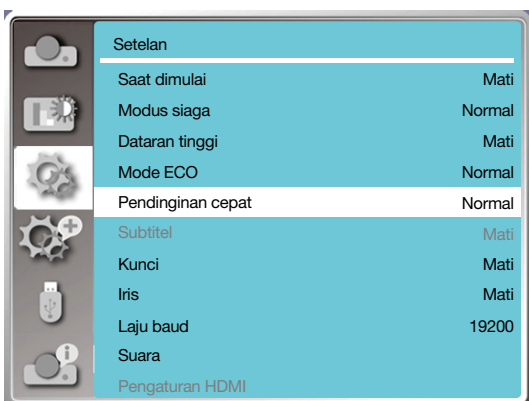 Setelan
Saat dimulai Mati
Modus siaga Normal
Dataran tinggi Mati
Mode ECO Normal
Pendinginan cepat Normal
Subtitel Mati
Kunci Mati
Iris Mati
Laju baud 19200
Suara
Pengaturan HDMI